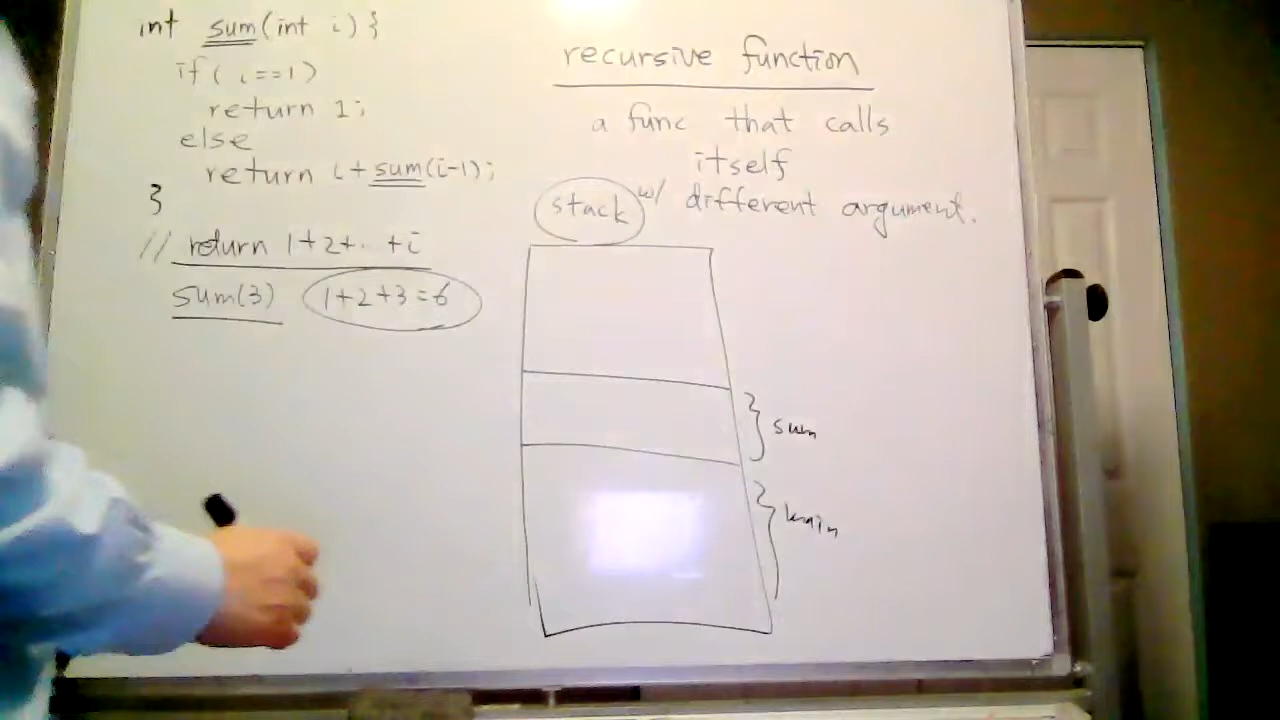 int sum(int i) }
if( i==1)
return 1;
else
return i+sum(i-1);
}
// return 1+2+.. +i
sum(3) 1+2+3=6
recursive function
a func that calls
itself
w/ different argument.
stack
sum
main